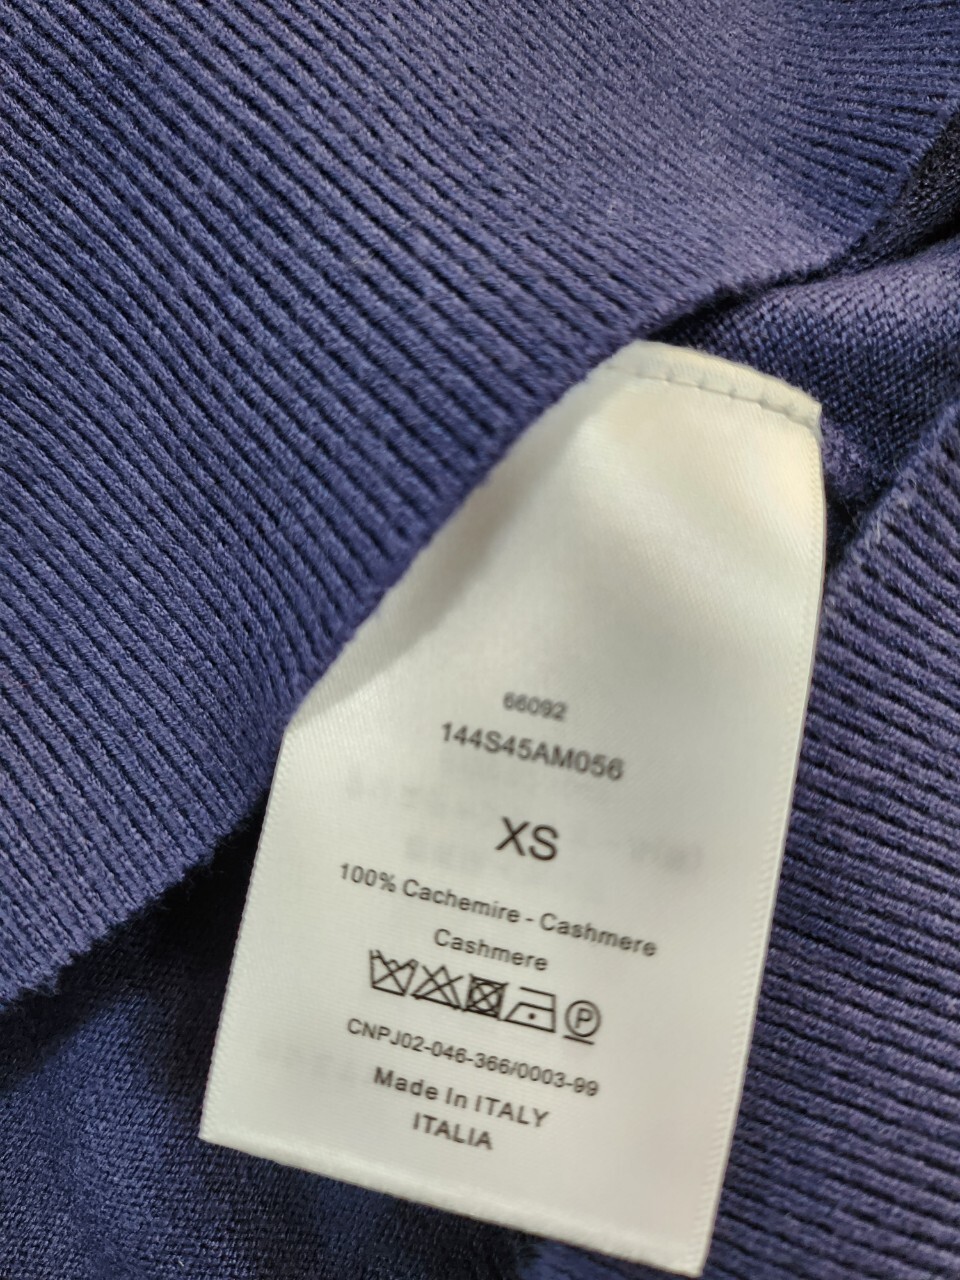 66092
144S45AM056
XS
100% Cachemire - Cashmere
Cashmere
P
CNPJ02-046-366/0003-99
Made In ITALY
ITALIA